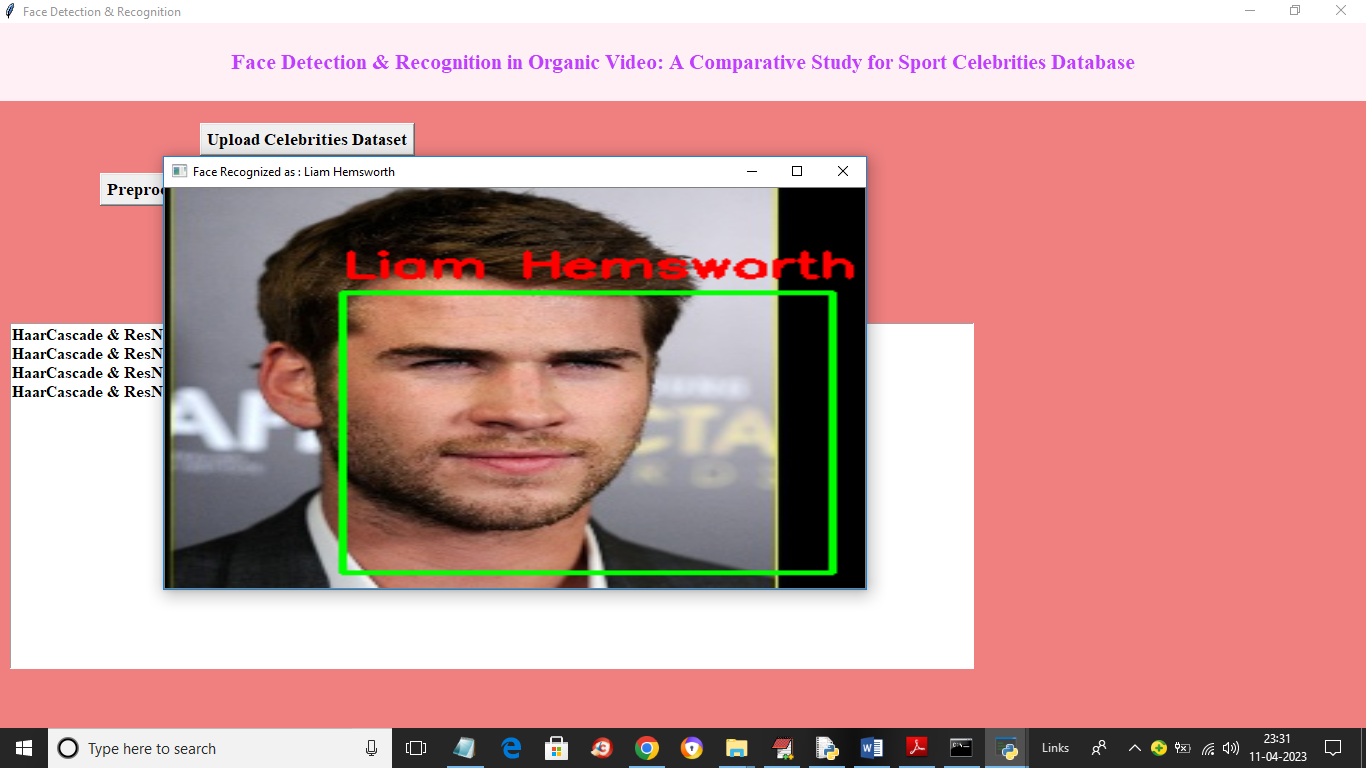 Face Detection & Recognition
Face Detection & Recognition in Organic Video: A Comparative Study for Sport Celebrities Database
Upload Celebrities Dataset
Face Recognized as : Liam Hemsworth
Preproc
Liam Hemsworth
HaarCascade & ResN
HaarCascade & ResN
HaarCascade & ResN
HaarCascade & ResN
Type here to search
Links
23:31
11-04-2023